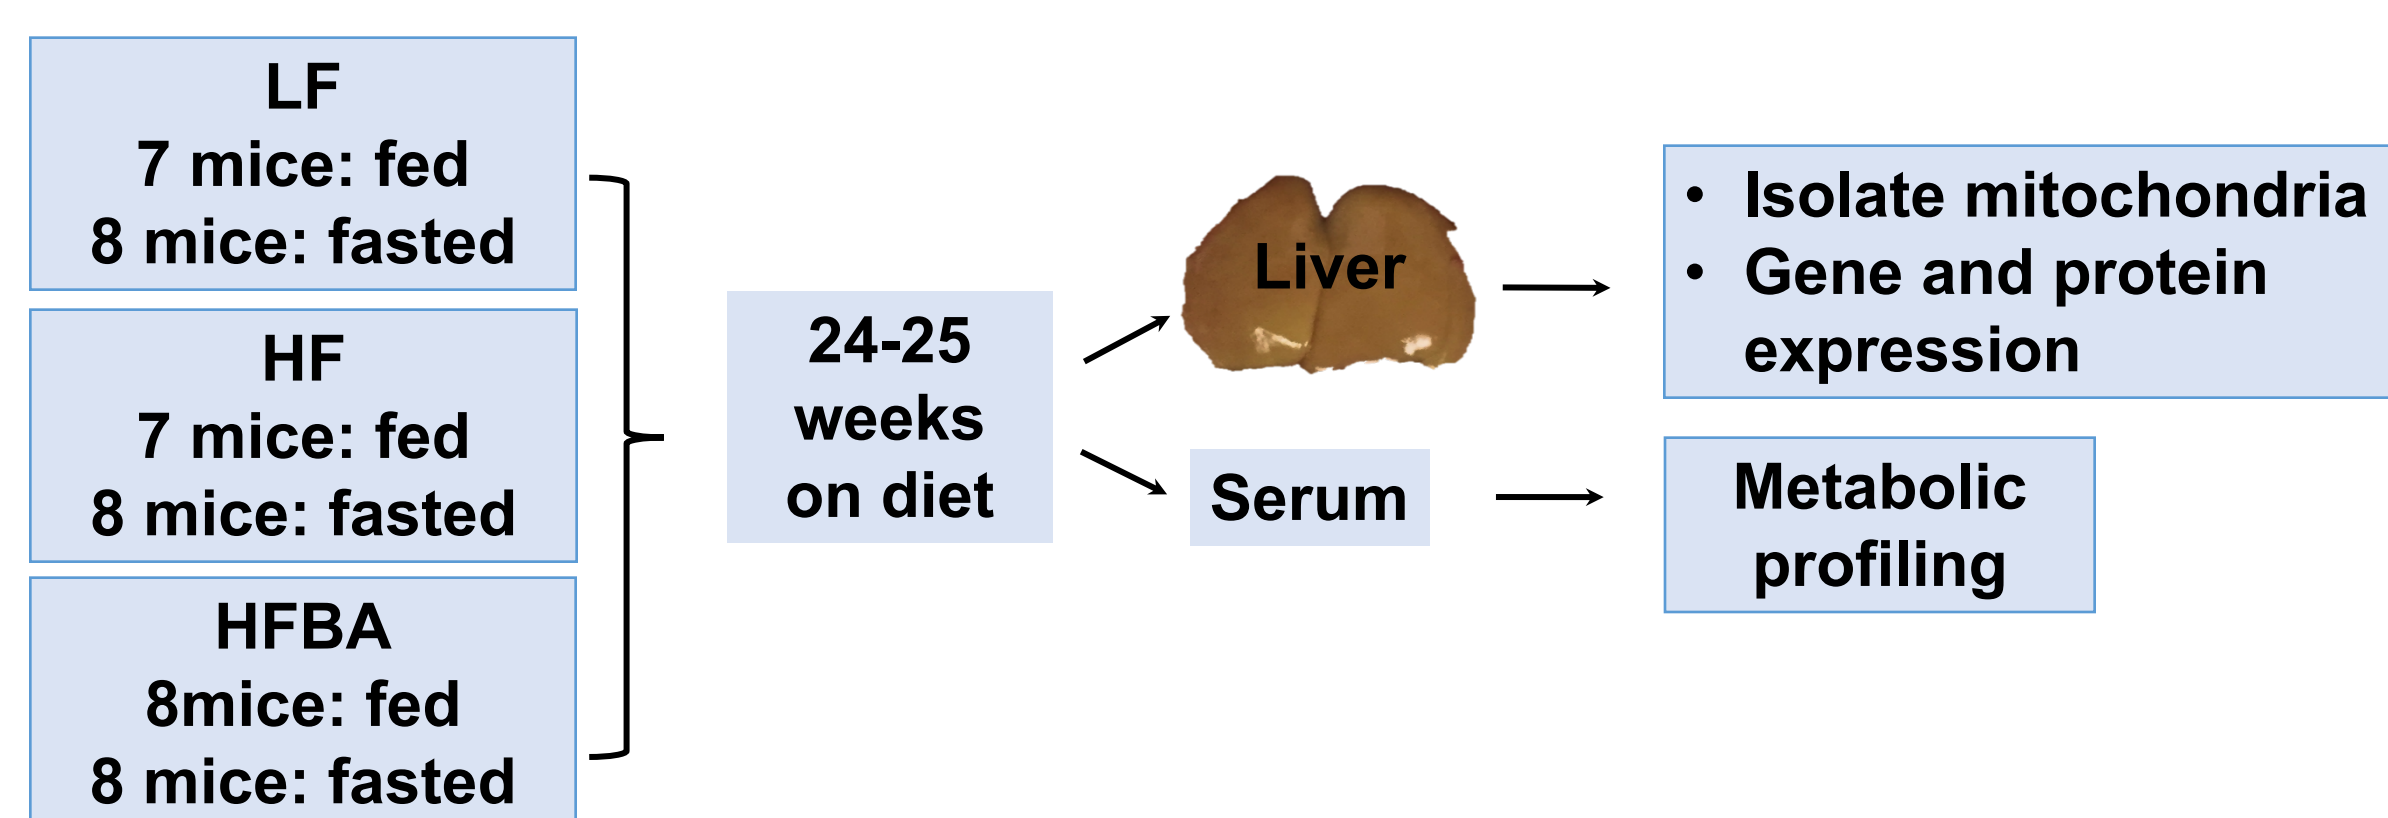 LF
7 mice: fed
8 mice: fasted
HF
7 mice: fed
8 mice: fasted
HFBA
8mice: fed
8 mice: fasted
24-25
weeks
on diet
Liver
Serum
• Isolate mitochondria
• Gene and protein
expression
Metabolic
profiling